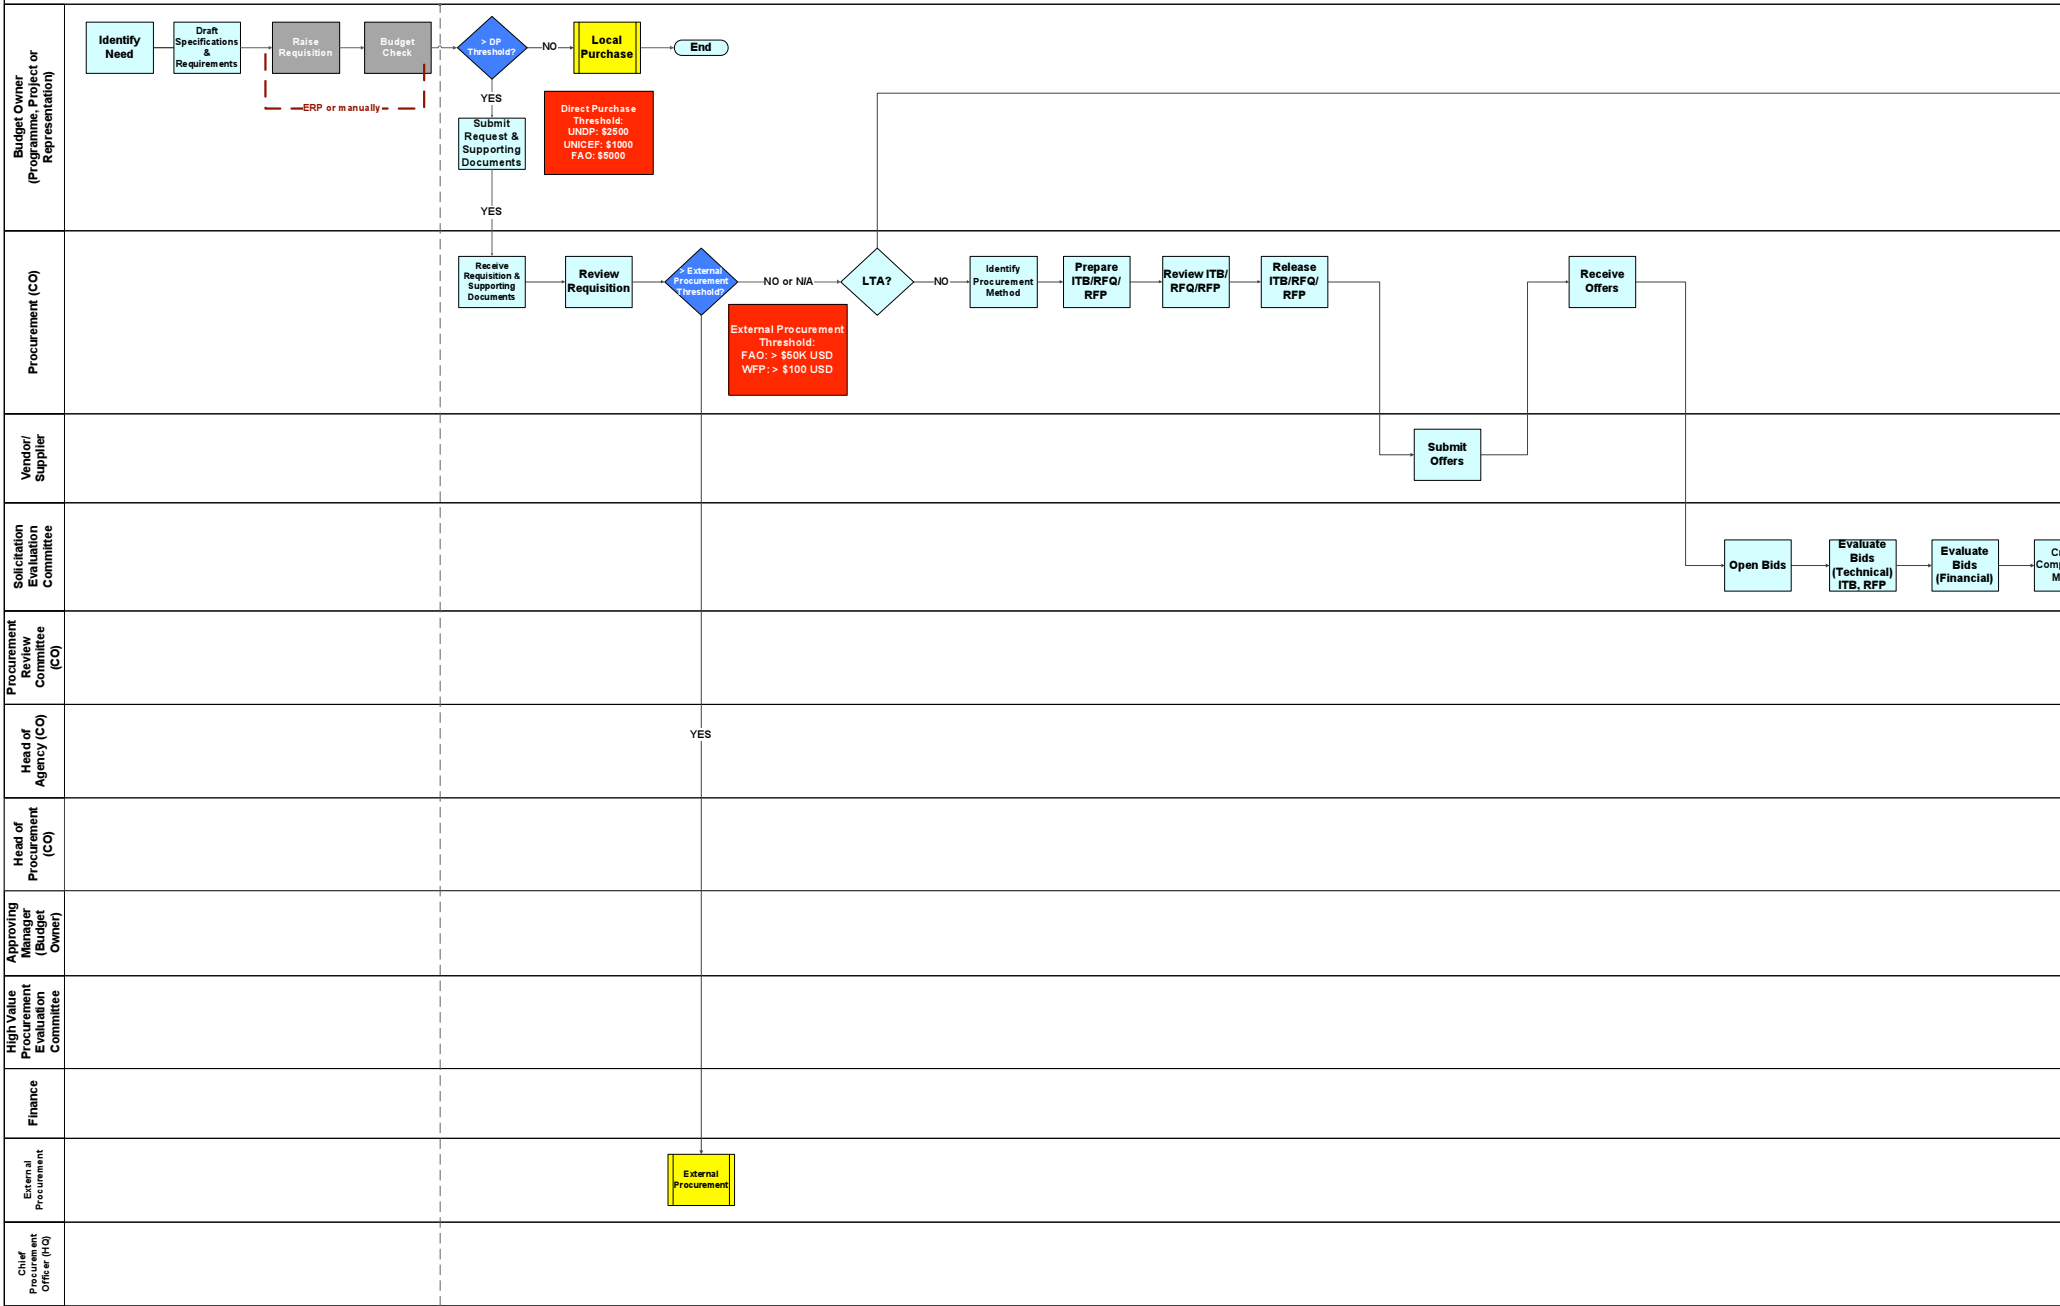 Budget Owner
(Programme, Project or
Representation)
Identify
Need
Draft
Specifications
&
Requirements
Raise
Requisition
Budget
Check
ERP or manually
> DP
Threshold?
NO
Local
Purchase
End
YES
Submit
Request &
Supporting
Documents
Direct Purchase
Threshold:
UNDP: $2500
UNICEF: $1000
FAO: $5000
YES
Procurement (CO)
Receive
Requisition &
Supporting
Documents
Review
Requisition
> External
Procurement
Threshold?
NO or N/A
LTA?
NO
Identify
Procurement
Method
Prepare
ITB/RFQ/
RFP
Review ITB/
RFQ/RFP
Release
ITB/RFQ/
RFP
Receive
Offers
External Procurement
Threshold:
FAO: > $50K USD
WFP: > $100 USD
Vendor/
Supplier
Submit
Offers
Solicitation
Evaluation
Committee
Open Bids
Evaluate
Bids
(Technical)
ITB, RFP
Evaluate
Bids
(Financial)
Procurement
Review
Committee
(CO)
Head of
Agency (CO)
YES
Head of
Procurement
(CO)
Approving
Manager
(Budget
Owner)
High Value
Procurement
Evaluation
Committee
Finance
External
Procurement
External
Procurement
Chief
Procurement
Officer (HQ)